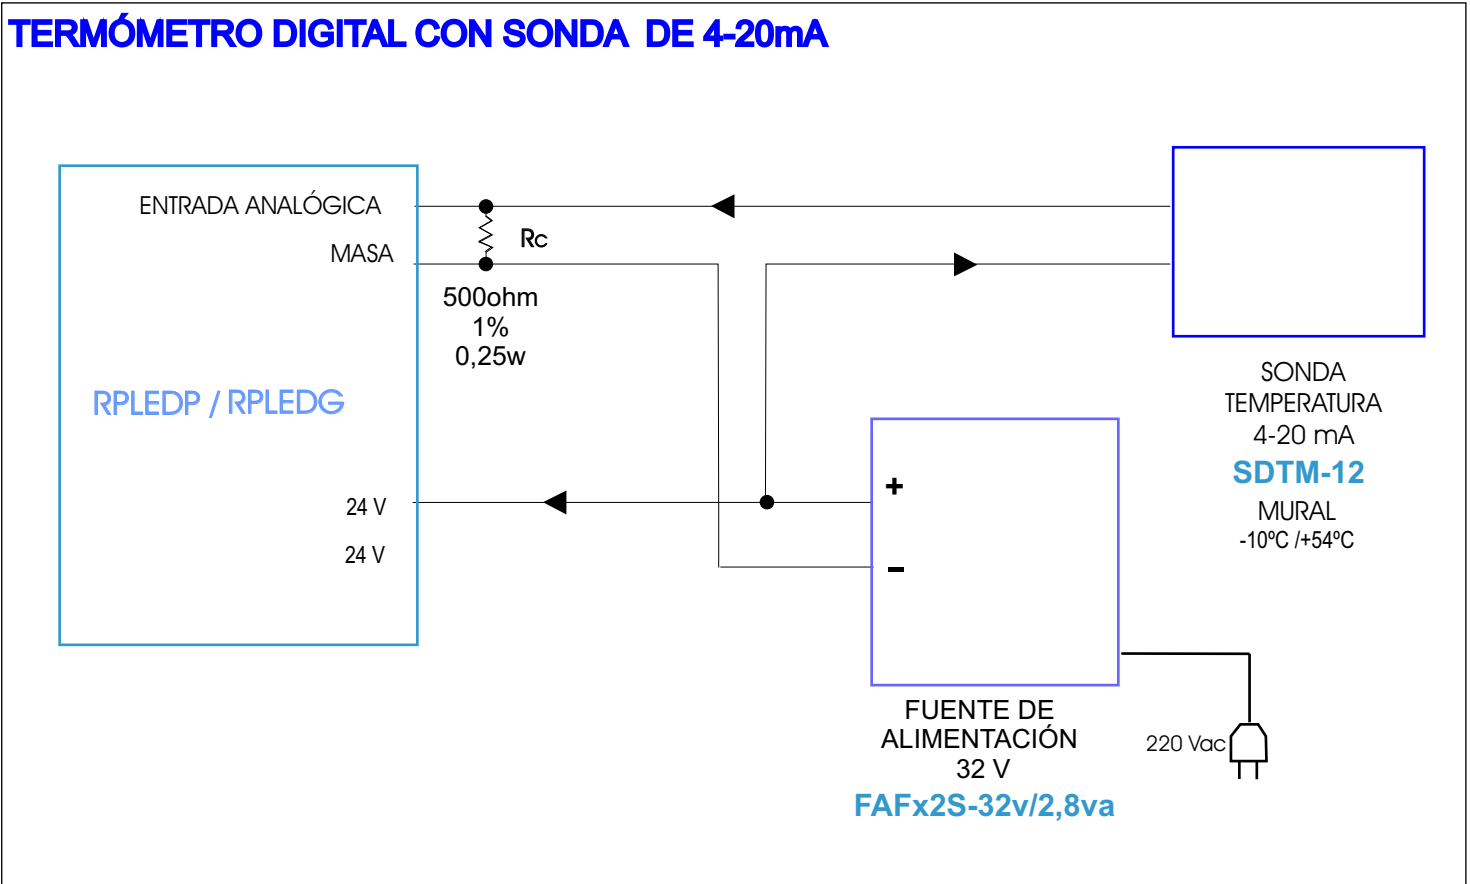 TERMÓMETRO DIGITAL CON SONDA DE 4-20mA
ENTRADA ANALÓGICA
MASA
Rc
500ohm
1%
0,25w
RPLEDP / RPLEDG
24 V
24 V
+
-
SONDA
TEMPERATURA
4-20 mA
SDTM-12
MURAL
-10ºC /+54ºC
FUENTE DE
ALIMENTACIÓN
32 V
FAFx2S-32v/2,8va
220 Vac